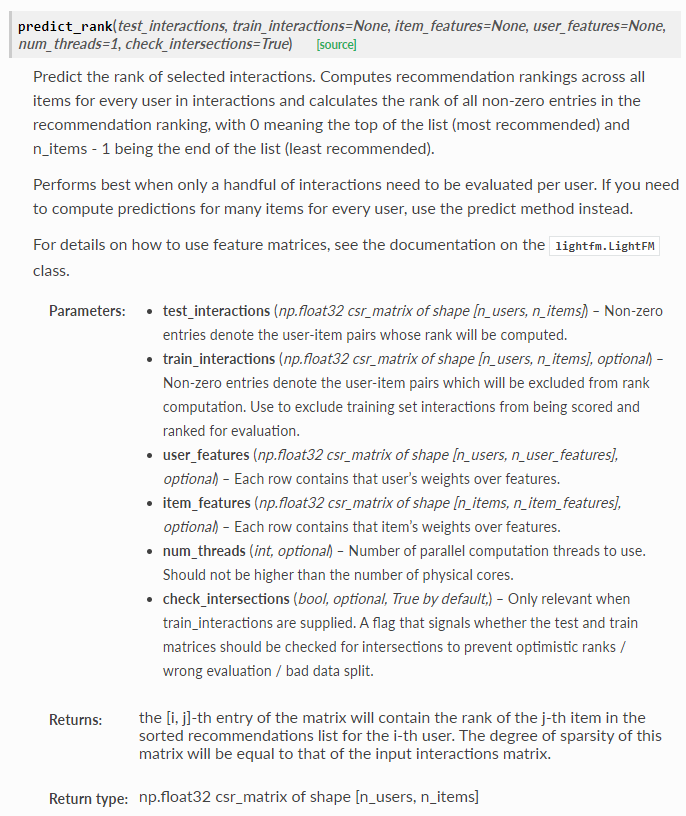 predict_rank(test_interactions, train_interactions=None, item_features=None, user_features=None,
num_threads=1, check_intersections=True) [source]
Predict the rank of selected interactions. Computes recommendation rankings across all
items for every user in interactions and calculates the rank of all non-zero entries in the
recommendation ranking, with 0 meaning the top of the list (most recommended) and
n_items - 1 being the end of the list (least recommended).
Performs best when only a handful of interactions need to be evaluated per user. If you need
to compute predictions for many items for every user, use the predict method instead.
For details on how to use feature matrices, see the documentation on the lightfm.LightFM
class.
Parameters: • test_interactions (np.float32 csr_matrix of shape [n_users, n_items]) – Non-zero
entries denote the user-item pairs whose rank will be computed.
• train_interactions (np.float32 csr_matrix of shape [n_users, n_items], optional) –
Non-zero entries denote the user-item pairs which will be excluded from rank
computation. Use to exclude training set interactions from being scored and
ranked for evaluation.
• user_features (np.float32 csr_matrix of shape [n_users, n_user_features],
optional) – Each row contains that user’s weights over features.
• item_features (np.float32 csr_matrix of shape [n_items, n_item_features],
optional) – Each row contains that item’s weights over features.
• num_threads (int, optional) – Number of parallel computation threads to use.
Should not be higher than the number of physical cores.
• check_intersections (bool, optional, True by default,) – Only relevant when
train_interactions are supplied. A flag that signals whether the test and train
matrices should be checked for intersections to prevent optimistic ranks /
wrong evaluation / bad data split.
Returns: the [i, j]-th entry of the matrix will contain the rank of the j-th item in the
sorted recommendations list for the i-th user. The degree of sparsity of this
matrix will be equal to that of the input interactions matrix.
Return type: np.float32 csr_matrix of shape [n_users, n_items]